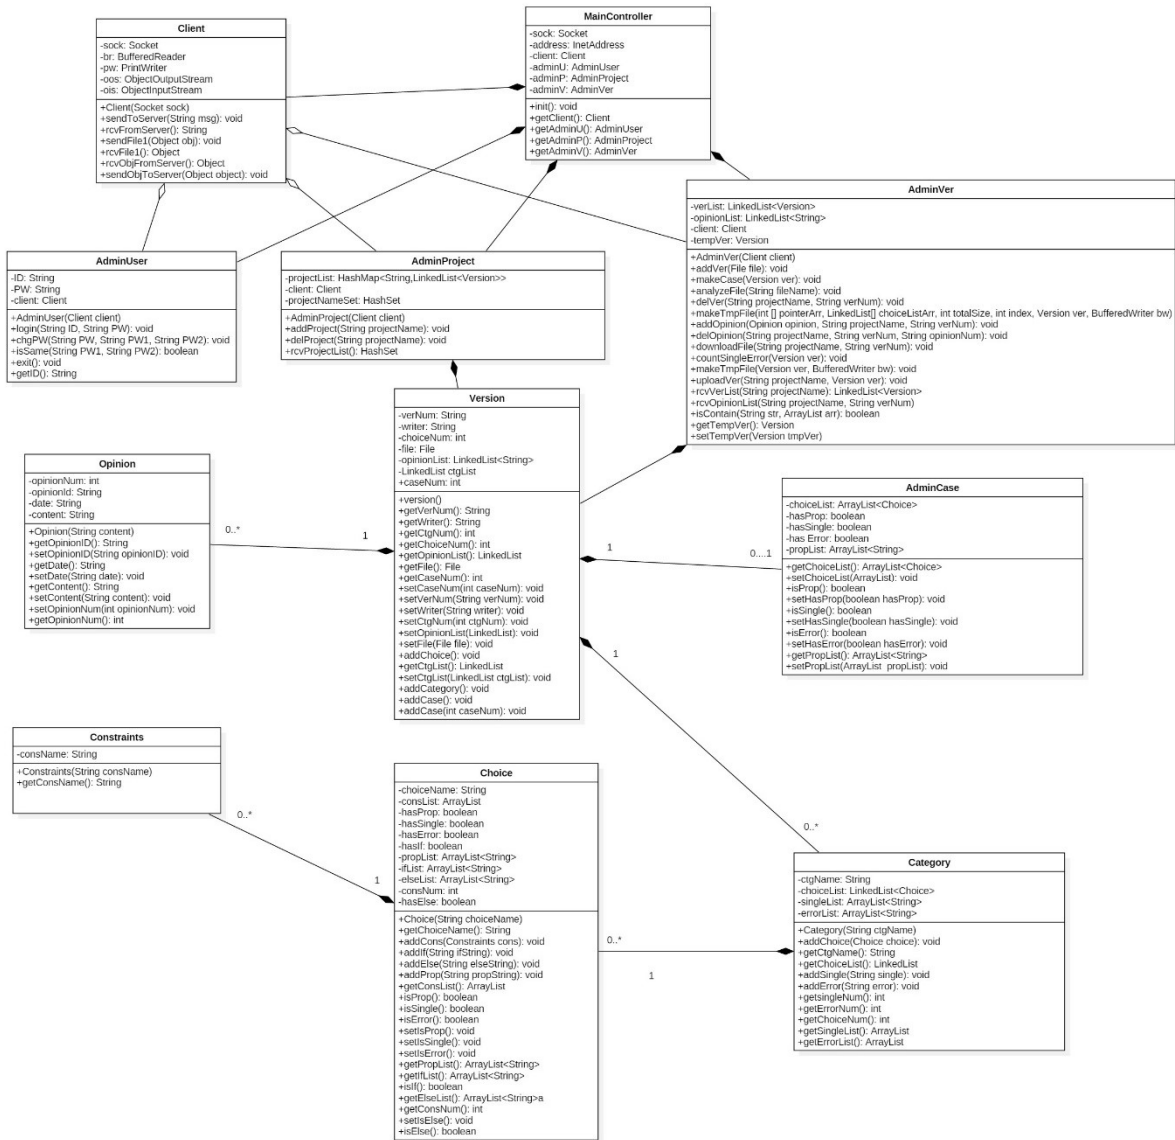 Client
-sock: Socket
-br: BufferedReader
-pw: PrintWriter
-oos: ObjectOutputStream
-ois: ObjectInputStream
+Client(Socket sock)
+sendToServer(String msg): void
+rcvFromServer(): String
+sendFile1(Object obj): void
+rcvFile1(): Object
+rcvObjFromServer(): Object
+sendObjToServer(Object object): void
MainController
-sock: Socket
-address: InetAddress
-client: Client
-adminU: AdminUser
-adminP: AdminProject
-adminV: AdminVer
+init(): void
+getClient(): Client
+getAdminU(): AdminUser
+getAdminP(): AdminProject
+getAdminV(): AdminVer
AdminVer
-verList: LinkedList<Version>
-opinionList: LinkedList<String>
-client: Client
-tempVer: Version
+AdminVer(Client client)
+addVer(File file): void
+makeCase(Version ver): void
+analyzeFile(String fileName): void
+delVer(String projectName, String verNum): void
+makeTmpFile(int [] pointerArr, LinkedList[] choiceListArr, int totalSize, int index, Version ver, BufferedWriter bw)
+addOpinion(Opinion opinion, String projectName, String verNum): void
+delOpinion(String projectName, String verNum, String opinionNum): void
+downloadFile(String projectName, String verNum): void
+countSingleError(Version ver): void
+makeTmpFile(Version ver, BufferedWriter bw): void
+uploadVer(String projectName, Version ver): void
+rcvVerList(String projectName): LinkedList<Version>
+rcvOpinionList(String projectName, String verNum)
+isContain(String str, ArrayList arr): boolean
+getTempVer(): Version
+setTempVer(Version tmpVer)
AdminUser
-ID: String
-PW: String
-client: Client
+AdminUser(Client client)
+login(String ID, String PW): void
+chgPW(String PW, String PW1, String PW2): void
+isSame(String PW1, String PW2): boolean
+exit(): void
+getID(): String
AdminProject
-projectList: HashMap<String,LinkedList<Version>>
-client: Client
-projectNameSet: HashSet
+AdminProject(Client client)
+addProject(String projectName): void
+delProject(String projectName): void
+rcvProjectList(): HashSet
Version
-verNum: String
-writer: String
-choiceNum: int
-file: File
-opinionList: LinkedList<String>
-LinkedList ctgList
+caseNum: int
+version()
+getVerNum(): String
+getWriter(): String
+getCtgNum(): int
+getChoiceNum(): int
+getOpinionList(): LinkedList
+getFile(): File
+getCaseNum(): int
+setCaseNum(int caseNum): void
+setVerNum(String verNum): void
+setWriter(String writer): void
+setCtgNum(int ctgNum): void
+setOpinionList(LinkedList): void
+setFile(File file): void
+addChoice(): void
+getCtgList(): LinkedList
+setCtgList(LinkedList ctgList): void
+addCategory(): void
+addCase(): void
+addCase(int caseNum): void
Opinion
-opinionNum: int
-opinionId: String
-date: String
-content: String
+Opinion(String content)
+getOpinionID(): String
+setOpinionID(String opinionID): void
+getDate(): String
+setDate(String date): void
+getContent(): String
+setContent(String content): void
+setOpinionNum(int opinionNum): void
+getOpinionNum(): int
0..*
1
AdminCase
-choiceList: ArrayList<Choice>
-hasProp: boolean
-hasSingle: boolean
-has Error: boolean
-propList: ArrayList<String>
+getChoiceList(): ArrayList<Choice>
+setChoiceList(ArrayList): void
+isProp(): boolean
+setHasProp(boolean hasProp): void
+isSingle(): boolean
+setHasSingle(boolean hasSingle): void
+isError(): boolean
+setHasError(boolean hasError): void
+getPropList(): ArrayList<String>
+setPropList(ArrayList propList): void
1
0....1
1
0..*
Constraints
-consName: String
+Constraints(String consName)
+getConsName(): String
0..*
1
Choice
-choiceName: String
-consList: ArrayList
-hasProp: boolean
-hasSingle: boolean
-hasError: boolean
-hasIf: boolean
-propList: ArrayList<String>
-ifList: ArrayList<String>
-elseList: ArrayList<String>
-consNum: int
-hasElse: boolean
+Choice(String choiceName)
+getChoiceName(): String
+addCons(Constraints cons): void
+addIf(String ifString): void
+addElse(String elseString): void
+addProp(String propString): void
+getConsList(): ArrayList
+isProp(): boolean
+isSingle(): boolean
+isError(): boolean
+setIsProp(): void
+setIsSingle(): void
+setIsError(): void
+getPropList(): ArrayList<String>
+getIfList(): ArrayList<String>
+isIf(): boolean
+getElseList(): ArrayList<String>a
+getConsNum(): int
+setIsElse(): void
+isElse(): boolean
0..*
1
Category
-ctgName: String
-choiceList: LinkedList<Choice>
-singleList: ArrayList<String>
-errorList: ArrayList<String>
+Category(String ctgName)
+addChoice(Choice choice): void
+getCtgName(): String
+getChoiceList(): LinkedList
+addSingle(String single): void
+addError(String error): void
+getsingleNum(): int
+getErrorNum(): int
+getChoiceNum(): int
+getSingleList(): ArrayList
+getErrorList(): ArrayList